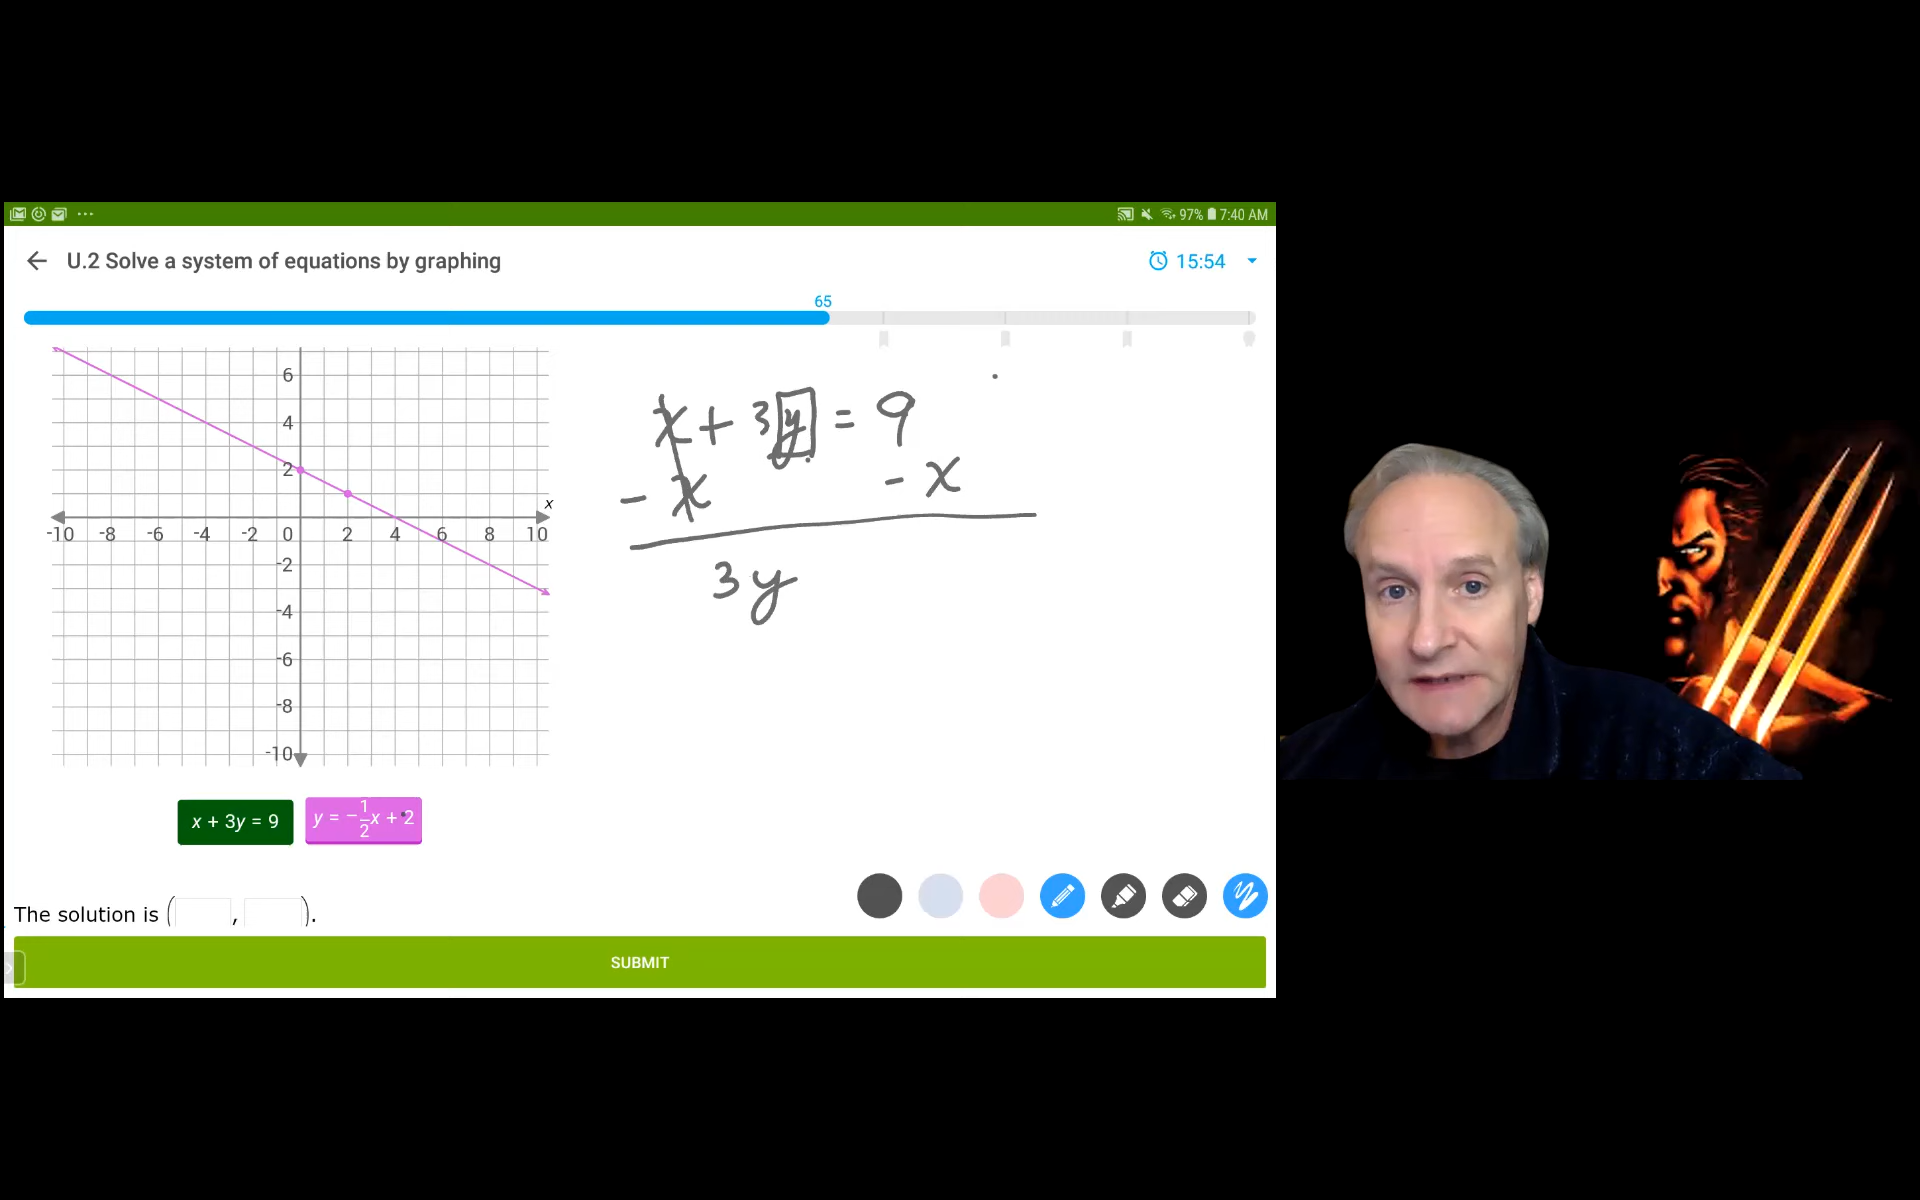 97% 7:40 AM
U.2 Solve a system of equations by graphing
15:54
65
6
4
2
x
-10 -8 -6 -4 -2 0 2 4 6 8 10
-2
-4
-6
-8
-10
x + 3y = 9
- x - x
3y
x + 3y = 9
y = -1/2x + 2
The solution is ( , ).
SUBMIT